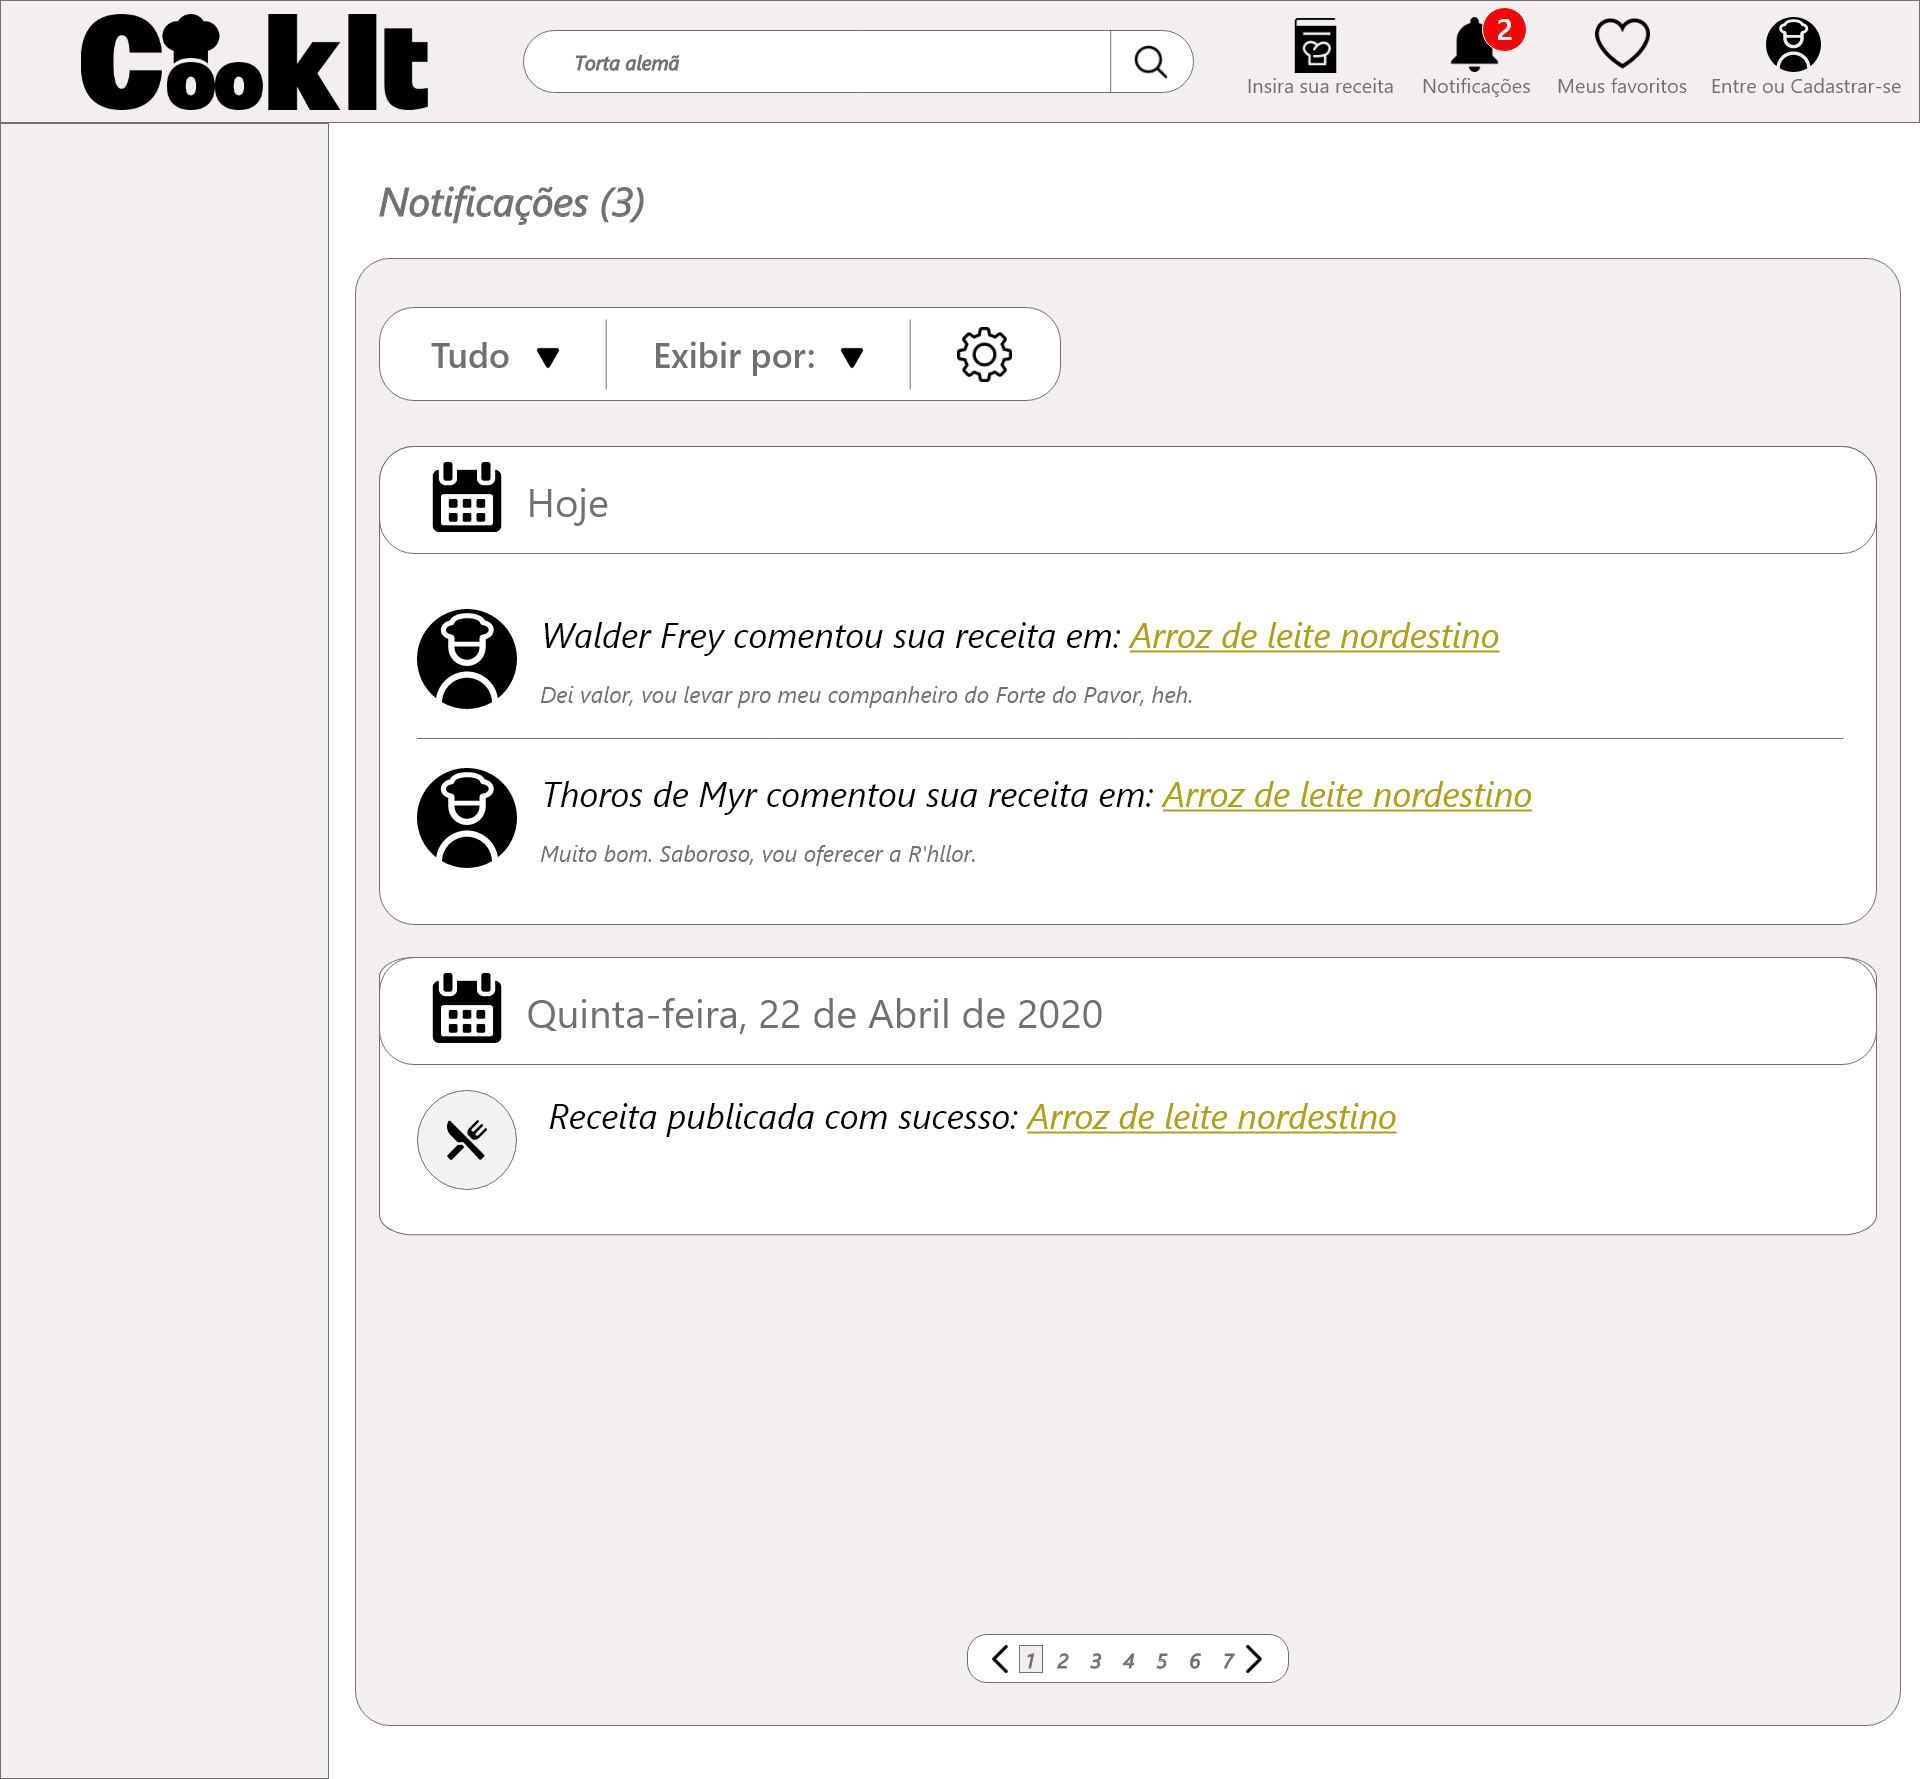 CookIt
Torta alemã
2
Insira sua receita
Notificações
Meus favoritos
Entre ou Cadastrar-se
Notificações (3)
Tudo
Exibir por:
Hoje
Walder Frey comentou sua receita em: Arroz de leite nordestino
Dei valor, vou levar pro meu companheiro do Forte do Pavor, heh.
Thoros de Myr comentou sua receita em: Arroz de leite nordestino
Muito bom. Saboroso, vou oferecer a R'hllor.
Quinta-feira, 22 de Abril de 2020
Receita publicada com sucesso: Arroz de leite nordestino
1 2 3 4 5 6 7